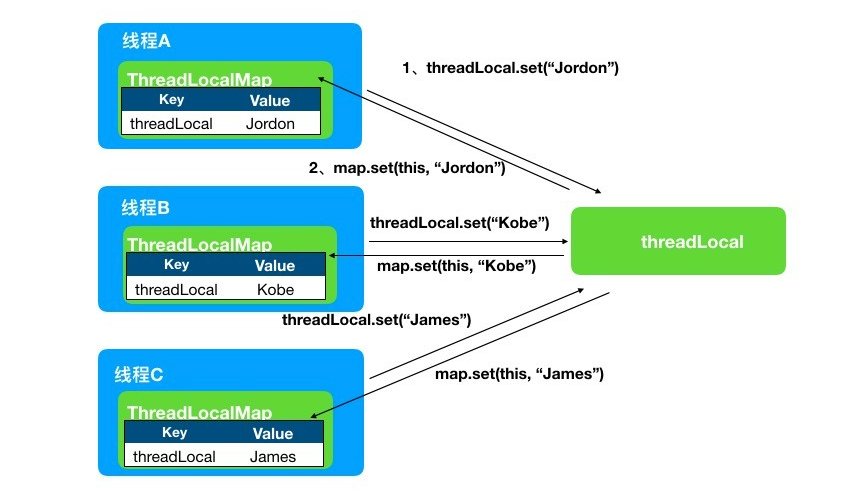 线程A
ThreadLocalMap
Key Value
threadLocal Jordon
1、threadLocal.set(“Jordon”)
2、map.set(this, “Jordon”)
线程B
ThreadLocalMap
Key Value
threadLocal Kobe
threadLocal.set(“Kobe”)
map.set(this, “Kobe”)
threadLocal
threadLocal.set(“James”)
map.set(this, “James”)
线程C
ThreadLocalMap
Key Value
threadLocal James